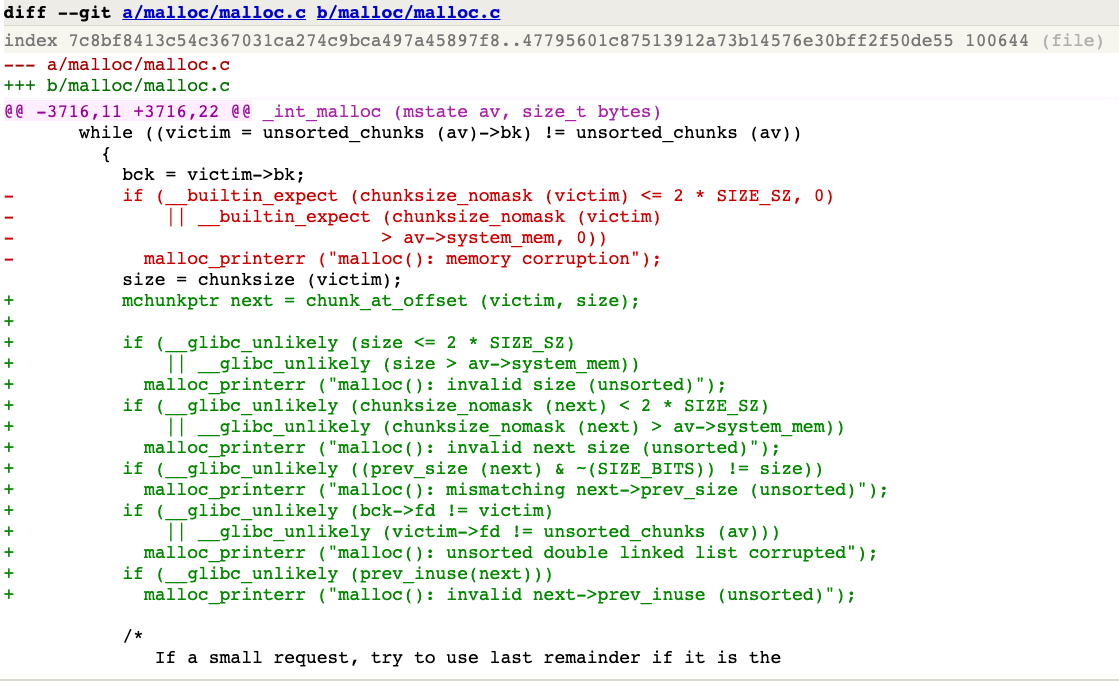 diff --git a/malloc/malloc.c b/malloc/malloc.c
index 7c8bf8413c54c367031ca274c9bca497a45897f8..47795601c87513912a73b14576e30bff2f50de55 100644 (file)
--- a/malloc/malloc.c
+++ b/malloc/malloc.c
@@ -3716,11 +3716,22 @@ _int_malloc (mstate av, size_t bytes)
       while ((victim = unsorted_chunks (av)->bk) != unsorted_chunks (av))
         {
           bck = victim->bk;
-          if (__builtin_expect (chunksize_nomask (victim) <= 2 * SIZE_SZ, 0)
-              || __builtin_expect (chunksize_nomask (victim)
-                                  > av->system_mem, 0))
-            malloc_printerr ("malloc(): memory corruption");
           size = chunksize (victim);
+          mchunkptr next = chunk_at_offset (victim, size);
+
+          if (__glibc_unlikely (size <= 2 * SIZE_SZ)
+              || __glibc_unlikely (size > av->system_mem))
+            malloc_printerr ("malloc(): invalid size (unsorted)");
+          if (__glibc_unlikely (chunksize_nomask (next) < 2 * SIZE_SZ)
+              || __glibc_unlikely (chunksize_nomask (next) > av->system_mem))
+            malloc_printerr ("malloc(): invalid next size (unsorted)");
+          if (__glibc_unlikely ((prev_size (next) & ~(SIZE_BITS)) != size))
+            malloc_printerr ("malloc(): mismatching next->prev_size (unsorted)");
+          if (__glibc_unlikely (bck->fd != victim)
+              || __glibc_unlikely (victim->fd != unsorted_chunks (av)))
+            malloc_printerr ("malloc(): unsorted double linked list corrupted");
+          if (__glibc_unlikely (prev_inuse(next)))
+            malloc_printerr ("malloc(): invalid next->prev_inuse (unsorted)");

           /*
              If a small request, try to use last remainder if it is the